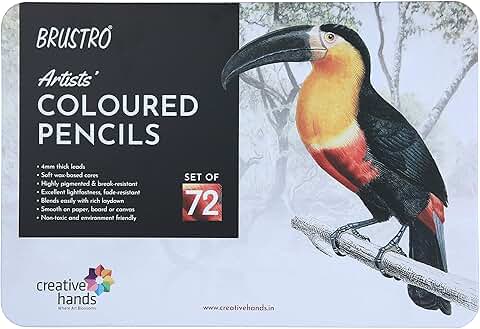 BRUSTRO®
Artists'
COLOURED
PENCILS
• 4mm thick leads
• Soft wax-based cores
• Highly pigmented & break-resistant
• Excellent lightfastness, fade-resistant
• Blends easily with rich laydown
• Smooth on paper, board or canvas
• Non-toxic and environment friendly
SET OF
72
creative
hands
Where Art Blossoms
www.creativehands.in